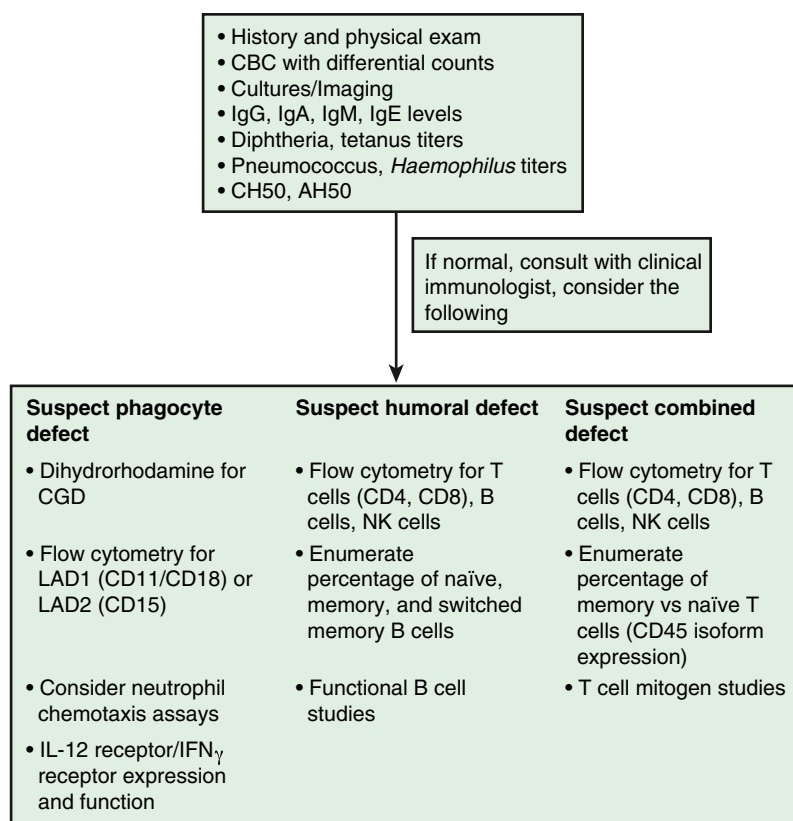 • History and physical exam
• CBC with differential counts
• Cultures/Imaging
• IgG, IgA, IgM, IgE levels
• Diphtheria, tetanus titers
• Pneumococcus, Haemophilus titers
• CH50, AH50
If normal, consult with clinical
immunologist, consider the
following
Suspect phagocyte
defect
• Dihydrorhodamine for
CGD
• Flow cytometry for
LAD1 (CD11/CD18) or
LAD2 (CD15)
• Consider neutrophil
chemotaxis assays
• IL-12 receptor/IFNγ
receptor expression
and function
Suspect humoral defect
• Flow cytometry for T
cells (CD4, CD8), B
cells, NK cells
• Enumerate
percentage of naïve,
memory, and switched
memory B cells
• Functional B cell
studies
Suspect combined
defect
• Flow cytometry for T
cells (CD4, CD8), B
cells, NK cells
• Enumerate
percentage of
memory vs naïve T
cells (CD45 isoform
expression)
• T cell mitogen studies